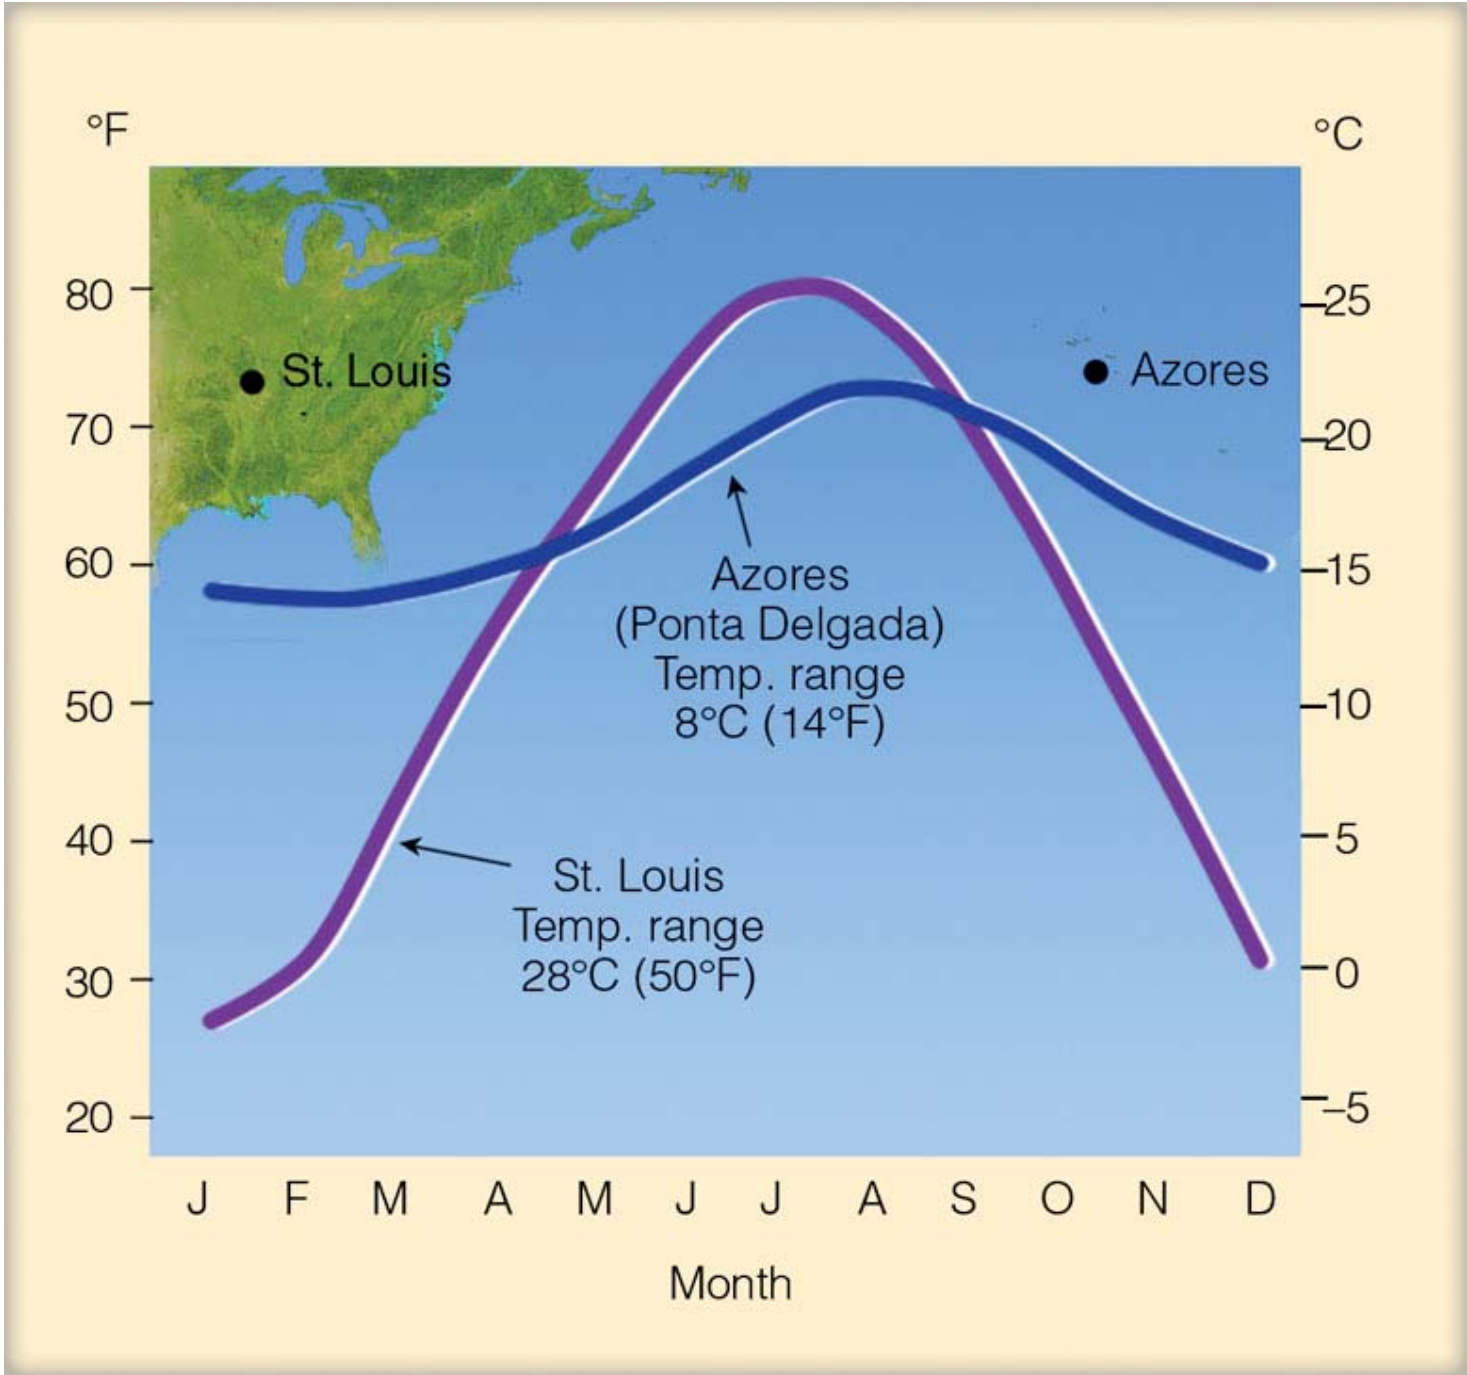 °F
°C
80
70
60
50
40
30
20
25
20
15
10
5
0
–5
St. Louis
Azores
Azores
(Ponta Delgada)
Temp. range
8°C (14°F)
St. Louis
Temp. range
28°C (50°F)
J F M A M J J A S O N D
Month